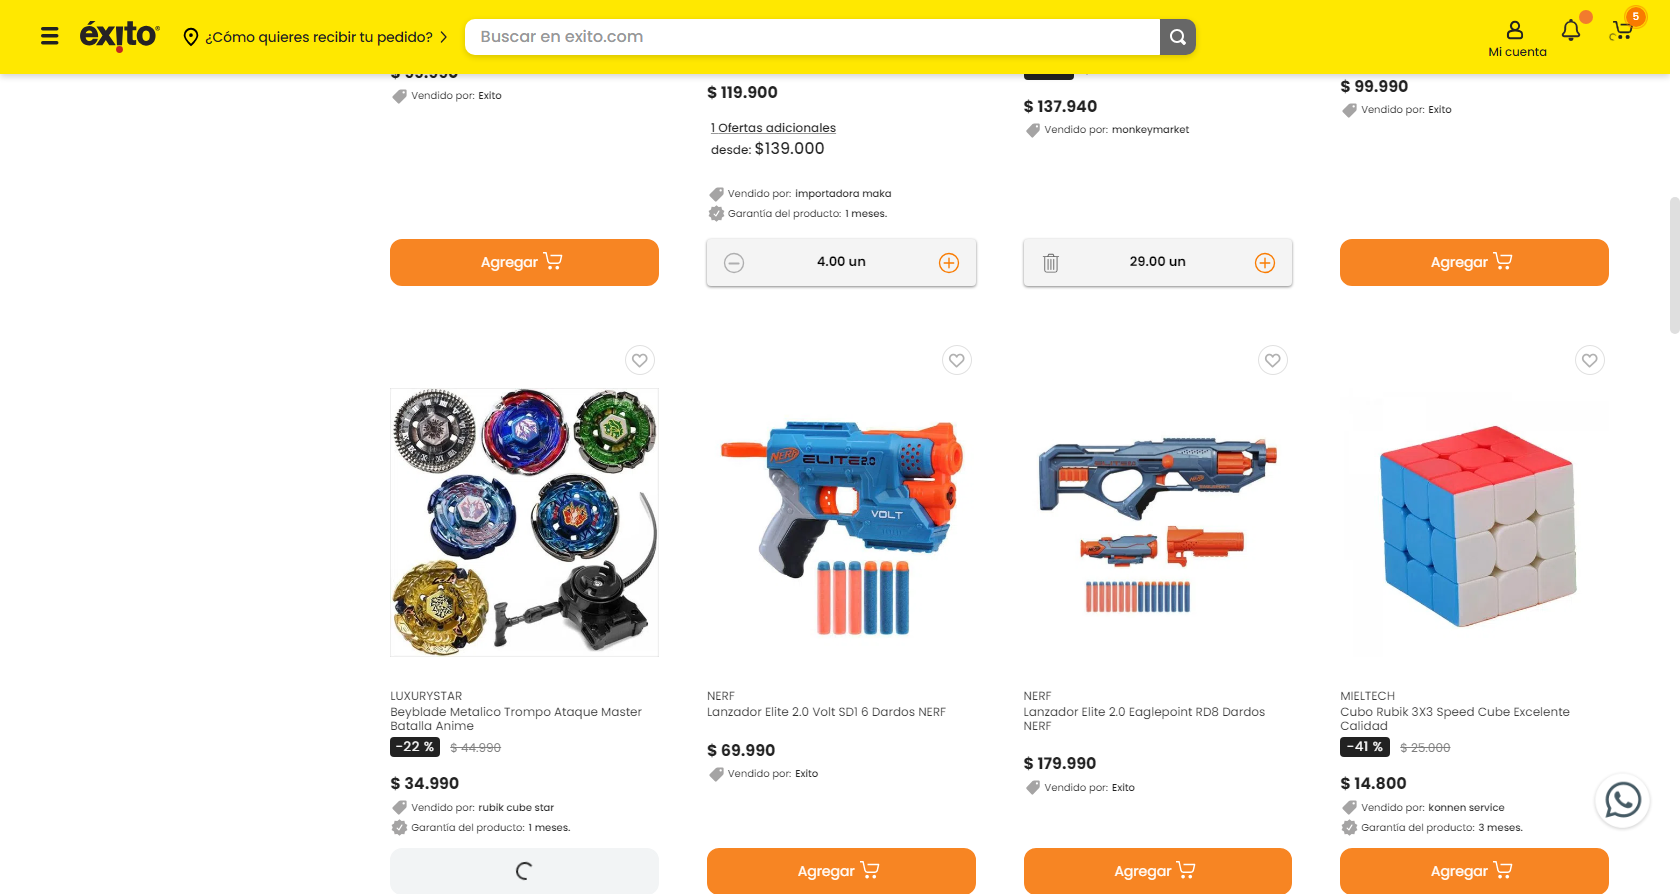 éxito
¿Cómo quieres recibir tu pedido?
Buscar en exito.com
Mi cuenta
5
Vendido por: Exito
$ 119.900
1 Ofertas adicionales
desde: $139.000
Vendido por: importadora maka
Garantía del producto: 1 meses.
$ 137.940
Vendido por: monkeymarket
$ 99.990
Vendido por: Exito
Agregar
4.00 un
29.00 un
Agregar
NERF ELITE 2.0
VOLT
LUXURYSTAR
Beyblade Metalico Trompo Ataque Master
Batalla Anime
-22 % $ 44.990
$ 34.990
Vendido por: rubik cube star
Garantía del producto: 1 meses.
NERF
Lanzador Elite 2.0 Volt SD1 6 Dardos NERF
$ 69.990
Vendido por: Exito
Agregar
NERF
Lanzador Elite 2.0 Eaglepoint RD8 Dardos
NERF
$ 179.990
Vendido por: Exito
Agregar
MIELTECH
Cubo Rubik 3X3 Speed Cube Excelente
Calidad
-41 % $ 25.000
$ 14.800
Vendido por: konnen service
Garantía del producto: 3 meses.
Agregar